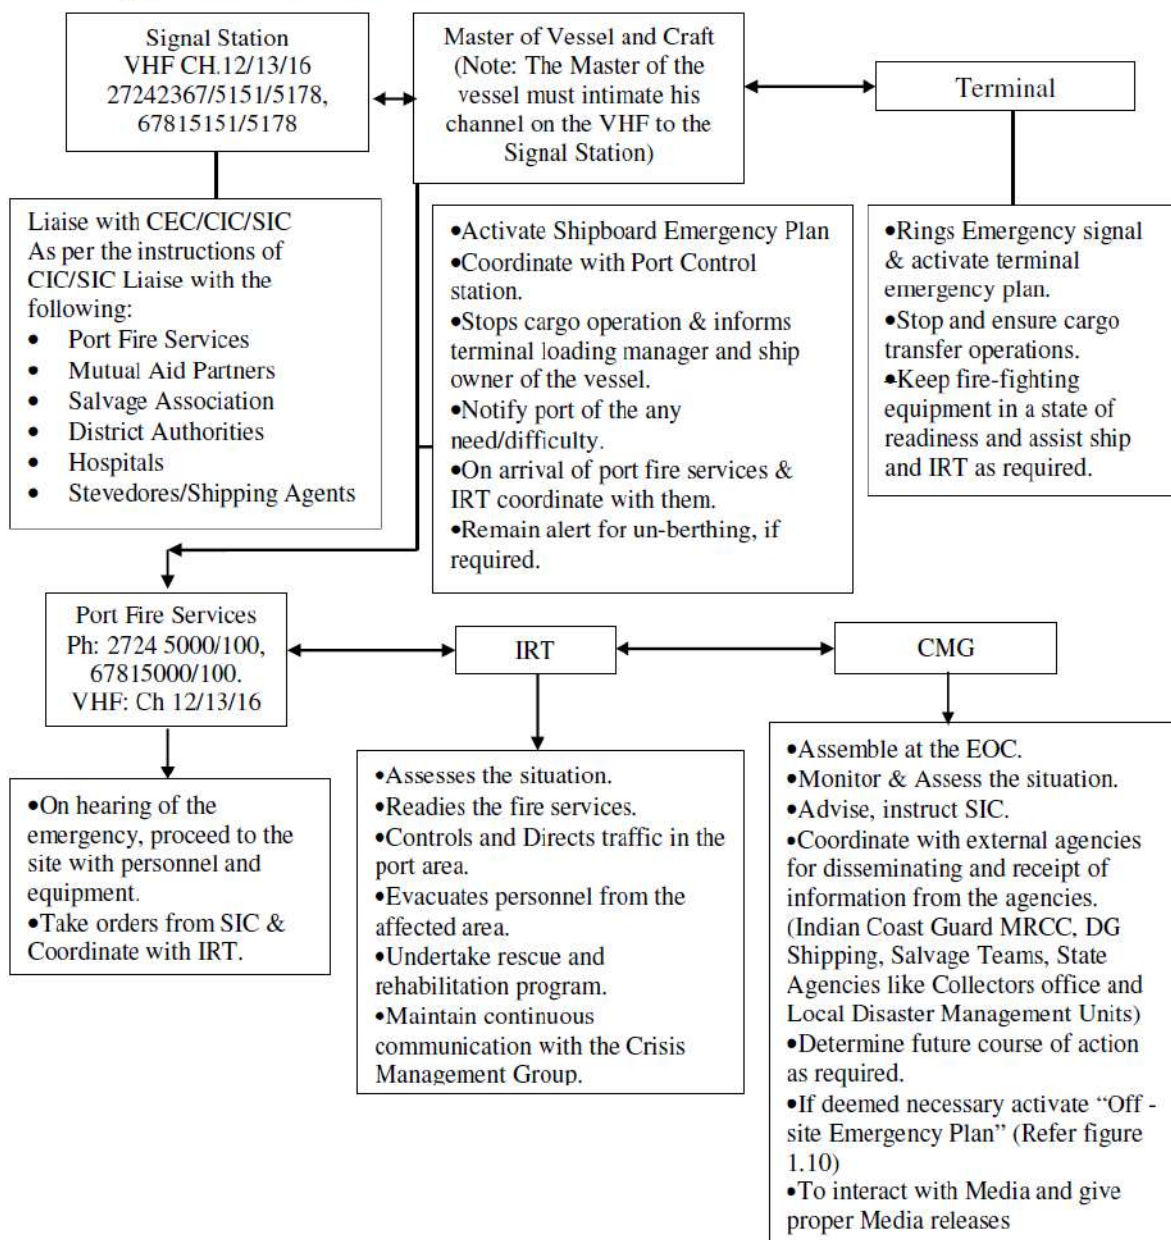 Signal Station
VHF CH.12/13/16
27242367/5151/5178,
67815151/5178
Master of Vessel and Craft
(Note: The Master of the
vessel must intimate his
channel on the VHF to the
Signal Station)
Terminal
Liaise with CEC/CIC/SIC
As per the instructions of
CIC/SIC Liaise with the
following:
• Port Fire Services
• Mutual Aid Partners
• Salvage Association
• District Authorities
• Hospitals
• Stevedores/Shipping Agents
•Activate Shipboard Emergency Plan
•Coordinate with Port Control
station.
•Stops cargo operation & informs
terminal loading manager and ship
owner of the vessel.
•Notify port of the any
need/difficulty.
•On arrival of port fire services &
IRT coordinate with them.
•Remain alert for un-berthing, if
required.
•Rings Emergency signal
& activate terminal
emergency plan.
•Stop and ensure cargo
transfer operations.
•Keep fire-fighting
equipment in a state of
readiness and assist ship
and IRT as required.
Port Fire Services
Ph: 2724 5000/100,
67815000/100.
VHF: Ch 12/13/16
IRT
CMG
•On hearing of the
emergency, proceed to the
site with personnel and
equipment.
•Take orders from SIC &
Coordinate with IRT.
•Assesses the situation.
•Readies the fire services.
•Controls and Directs traffic in the
port area.
•Evacuates personnel from the
affected area.
•Undertake rescue and
rehabilitation program.
•Maintain continuous
communication with the Crisis
Management Group.
•Assemble at the EOC.
•Monitor & Assess the situation.
•Advise, instruct SIC.
•Coordinate with external agencies
for disseminating and receipt of
information from the agencies.
(Indian Coast Guard MRCC, DG
Shipping, Salvage Teams, State
Agencies like Collectors office and
Local Disaster Management Units)
•Determine future course of action
as required.
•If deemed necessary activate “Off -
site Emergency Plan” (Refer figure
1.10)
•To interact with Media and give
proper Media releases